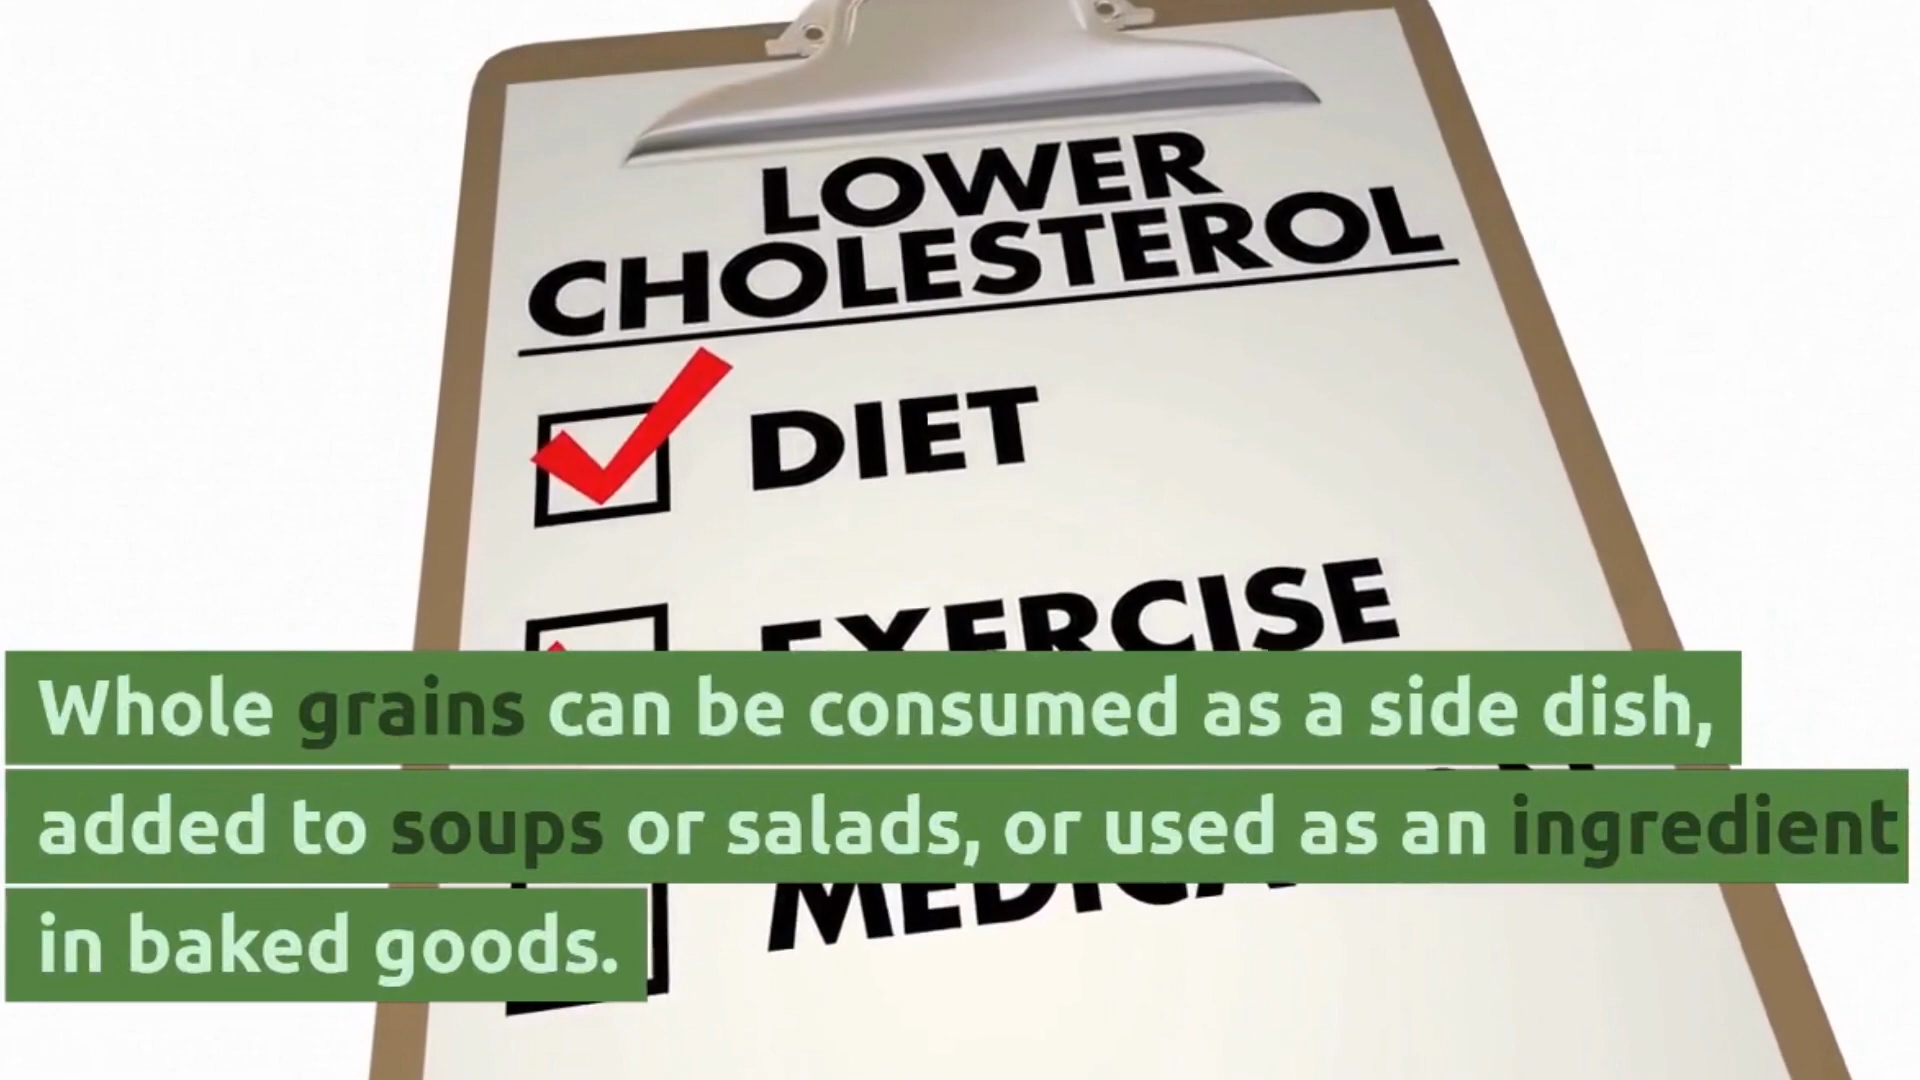 LOWER
CHOLESTEROL
DIET
EXERCISE
Whole grains can be consumed as a side dish,
added to soups or salads, or used as an ingredient
in baked goods.